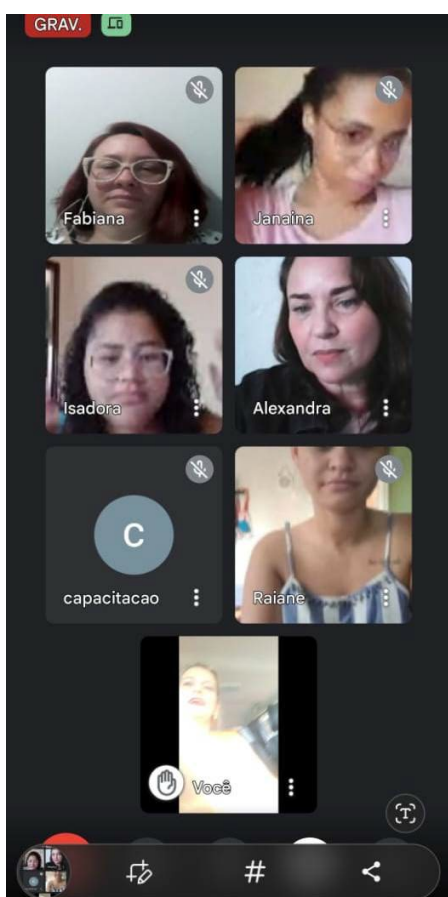 GRAV.
Fabiana
Janaina
Isadora
Alexandra
C
capacitacao
Raiane
Você
T
#